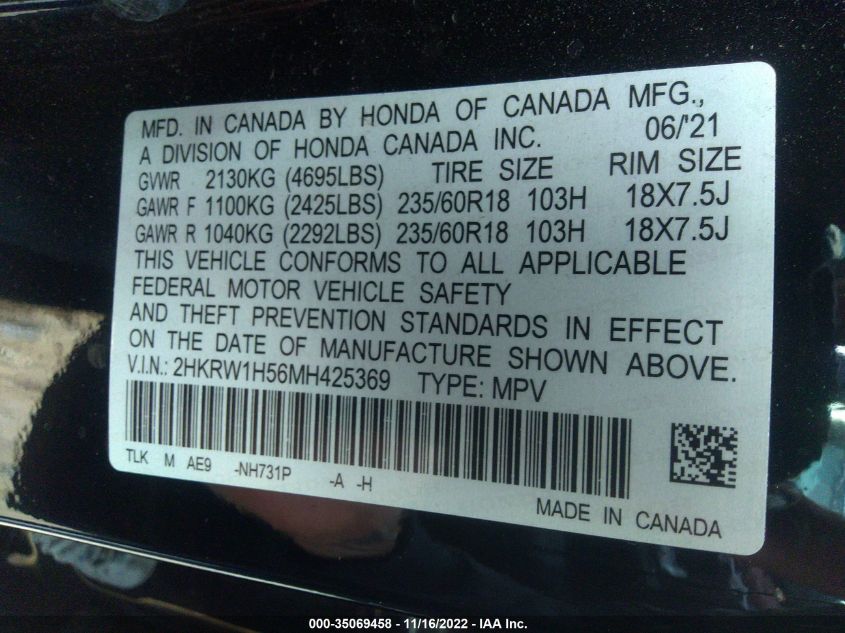 MFD. IN CANADA BY HONDA OF CANADA MFG.,
A DIVISION OF HONDA CANADA INC. 06/'21
GVWR 2130KG (4695LBS) TIRE SIZE RIM SIZE
GAWR F 1100KG (2425LBS) 235/60R18 103H 18X7.5J
GAWR R 1040KG (2292LBS) 235/60R18 103H 18X7.5J
THIS VEHICLE CONFORMS TO ALL APPLICABLE
FEDERAL MOTOR VEHICLE SAFETY
AND THEFT PREVENTION STANDARDS IN EFFECT
ON THE DATE OF MANUFACTURE SHOWN ABOVE.
V.I.N.: 2HKRW1H56MH425369 TYPE: MPV
TLK M AE9 -NH731P -A -H
MADE IN CANADA
000-35069458 - 11/16/2022 - IAA Inc.